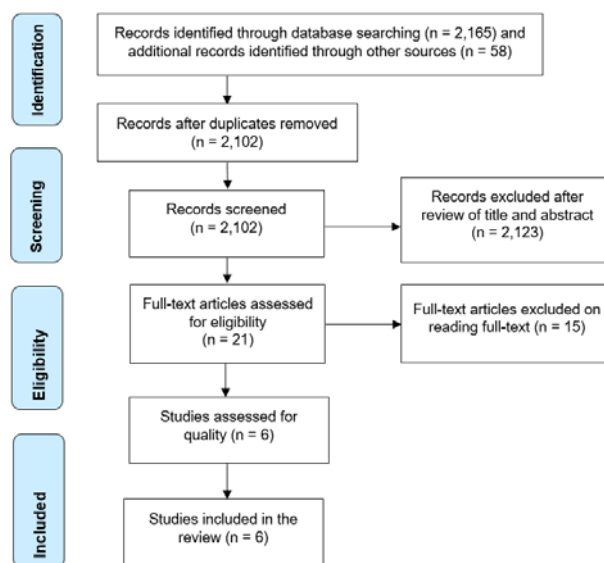 Identification
Records identified through database searching (n = 2,165) and
additional records identified through other sources
(n = 58)
Records after duplicates removed
(n = 2,102)
Screening
Records screened
(n = 2,102)
Records excluded after
review of title and abstract
(n = 2,123)
Eligibility
Full-text articles assessed
for eligibility
(n = 21)
Full-text articles excluded on
reading full-text (n = 15)
Studies assessed for
quality (n = 6)
Included
Studies included in the
review (n = 6)